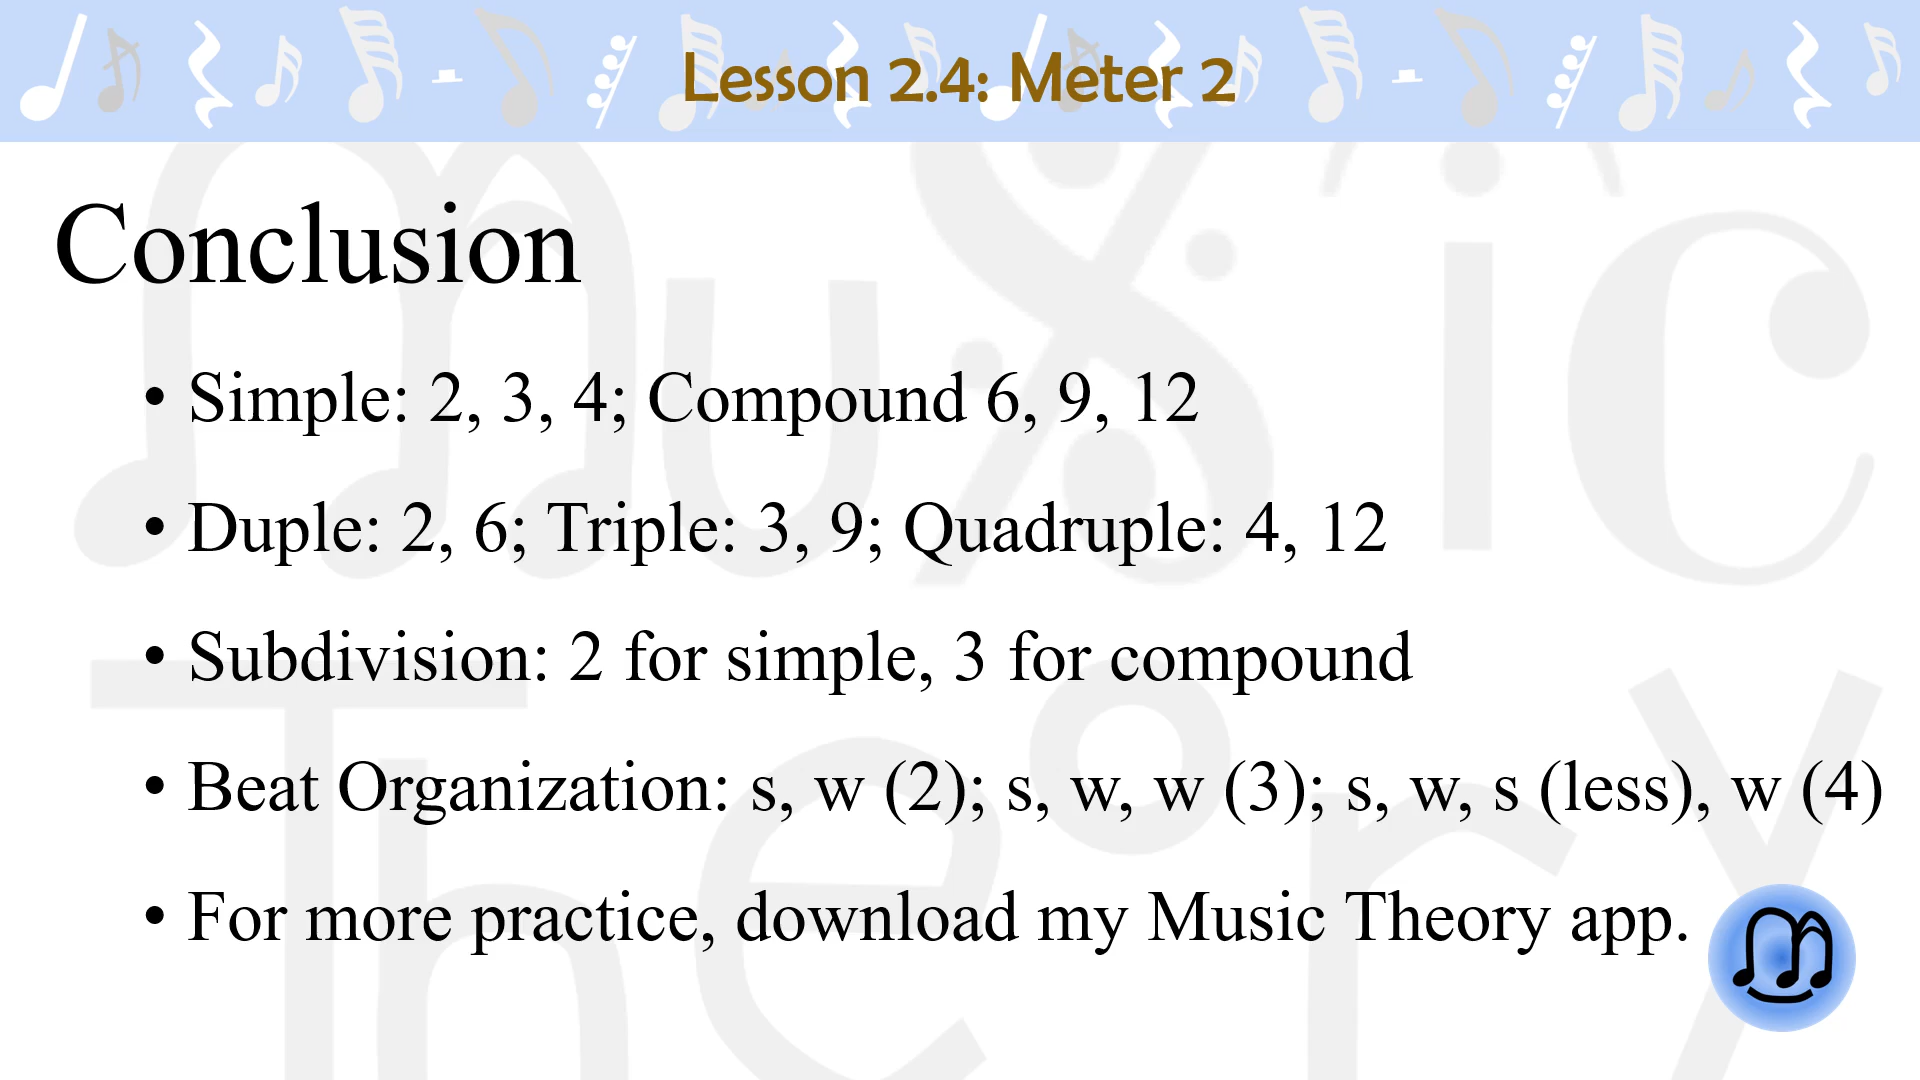 Lesson 2.4: Meter 2
Conclusion
• Simple: 2, 3, 4; Compound 6, 9, 12
• Duple: 2, 6; Triple: 3, 9; Quadruple: 4, 12
• Subdivision: 2 for simple, 3 for compound
• Beat Organization: s, w (2); s, w, w (3); s, w, s (less), w (4)
• For more practice, download my Music Theory app.
music
Theory